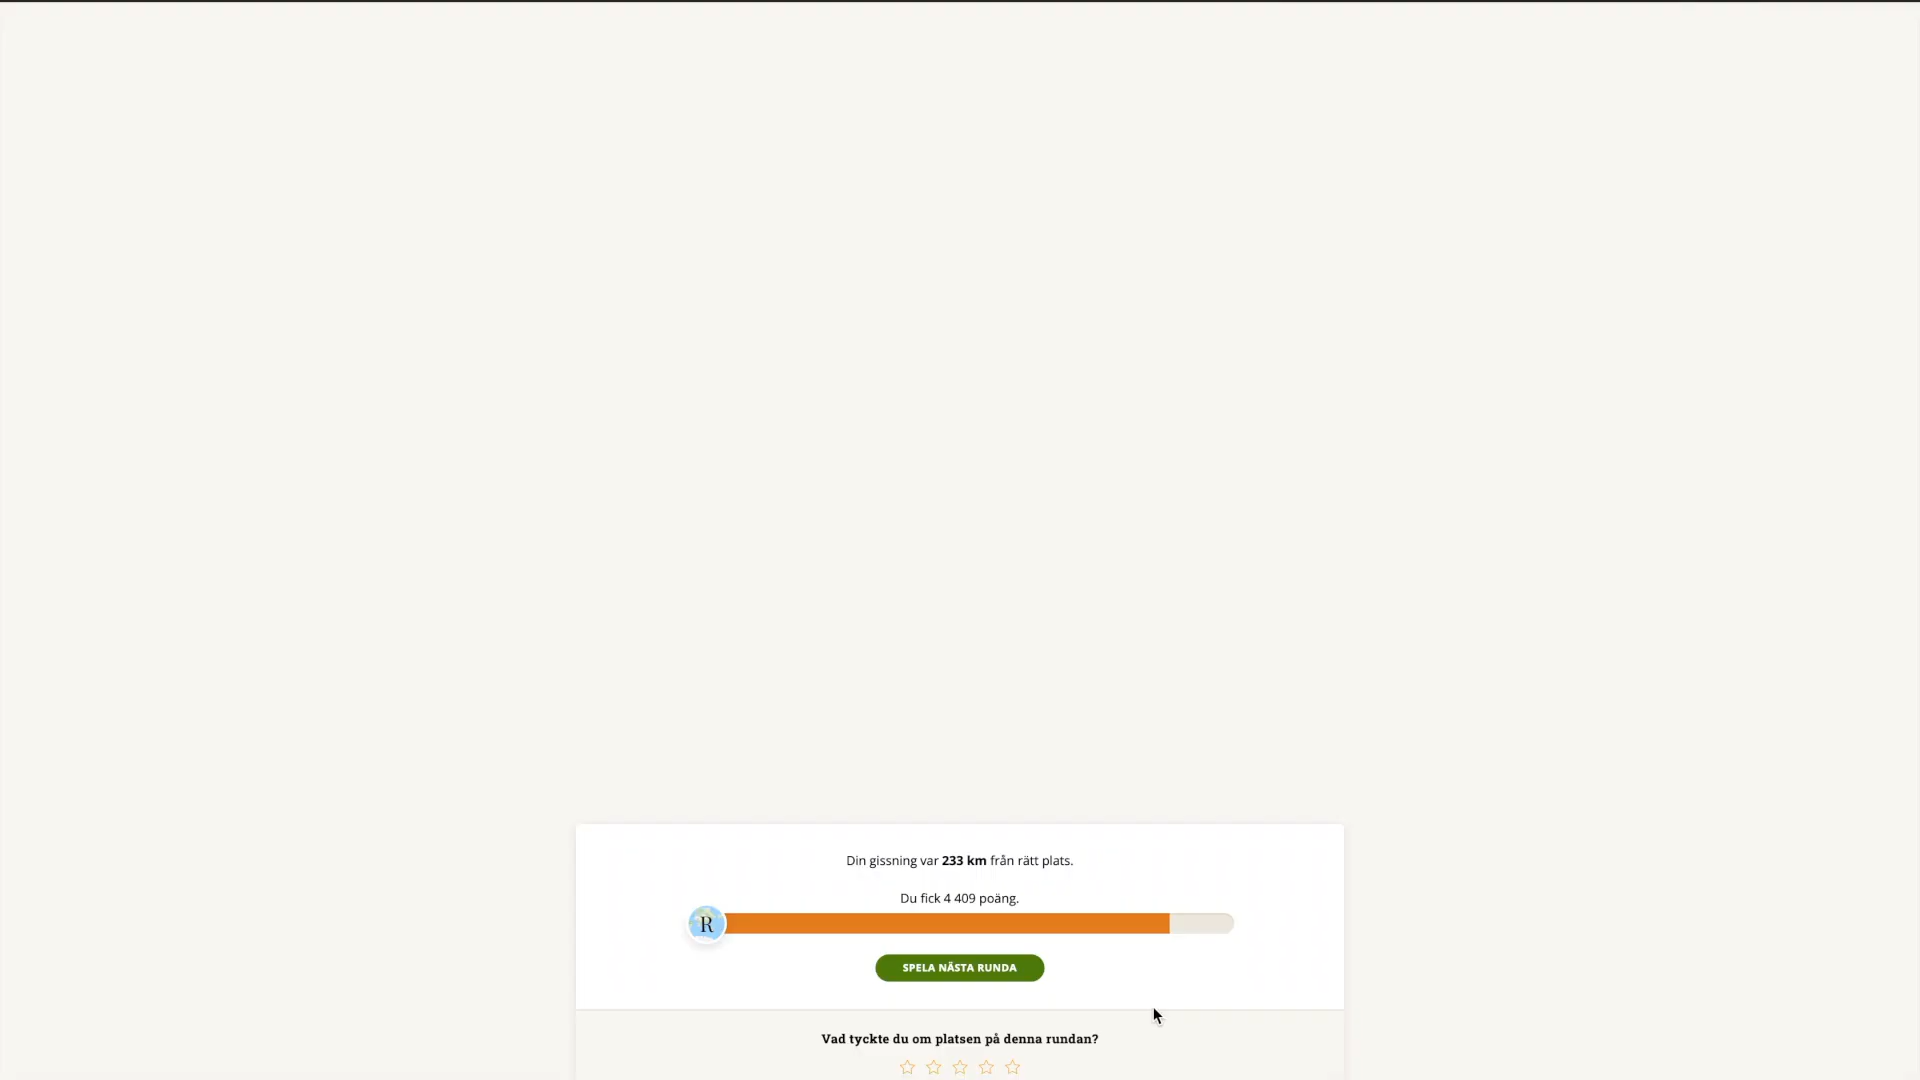 Din gissning var 233 km från rätt plats.
Du fick 4 409 poäng.
R
SPELA NÄSTA RUNDA
Vad tyckte du om platsen på denna rundan?